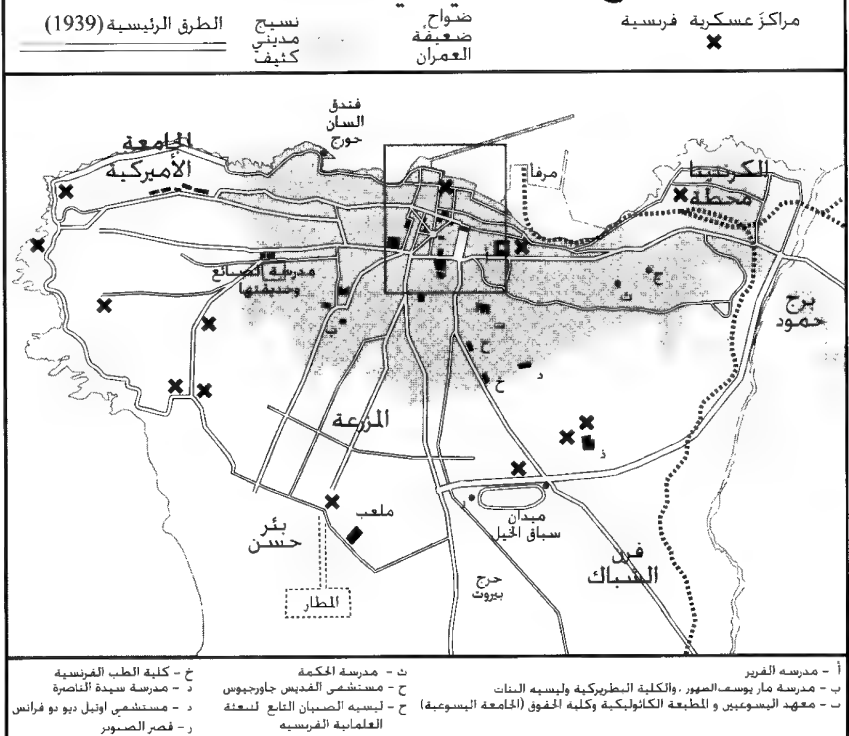 مراكز عسكرية فرنسية
ضواح
ضعيفة
العمران
نسيج
مديني
كثيف
الطرق الرئيسية (1939)
فندق
السان
جورج
الجامعة
الأميركية
مرفأ
الكرنتينا
محطة
مدرسة الصنائع
وحديقتها
أ
ب
ت
ث
ج
ح
خ
د
ذ
ر
برج
حمود
المزرعة
ملعب
بئر
حسن
المطار
ميدان
سباق الخيل
حرج
بيروت
فرن
الشباك
أ - مدرسة الفرير
ب - مدرسة مار يوسف الظهور، والكلية البطريركية وليسيه البنات
ت - معهد اليسوعيين و المطبعة الكاثوليكية وكلية الحقوق (الجامعة اليسوعية)
ث - مدرسة الحكمة
ج - مستشفى القديس جاورجيوس
ح - ليسيه الصبيان التابع لبعثة
العلمانية الفرنسية
خ - كلية الطب الفرنسية
د - مدرسة سيدة الناصرة
د - مستشفى اوتيل ديو دو فرانس
ر - قصر الصنوبر